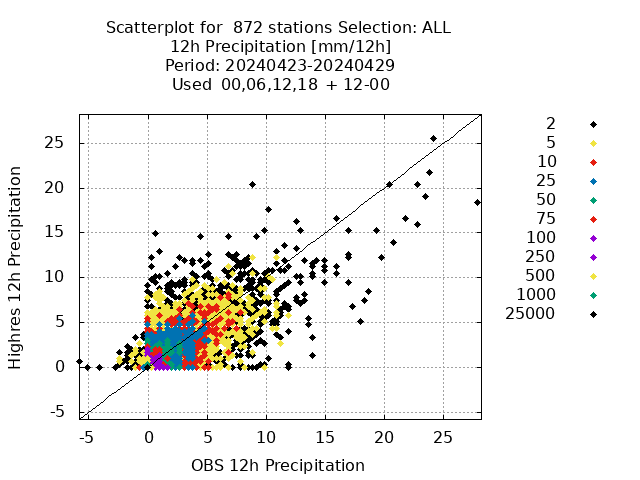 Scatterplot for  872 stations Selection: ALL
12h Precipitation [mm/12h]
Period: 20240423-20240429
Used  00,06,12,18  + 12-00
Highres 12h Precipitation
25
20
15
10
5
0
-5
-5 0 5 10 15 20 25
OBS 12h Precipitation
2
5
10
25
50
75
100
250
500
1000
25000